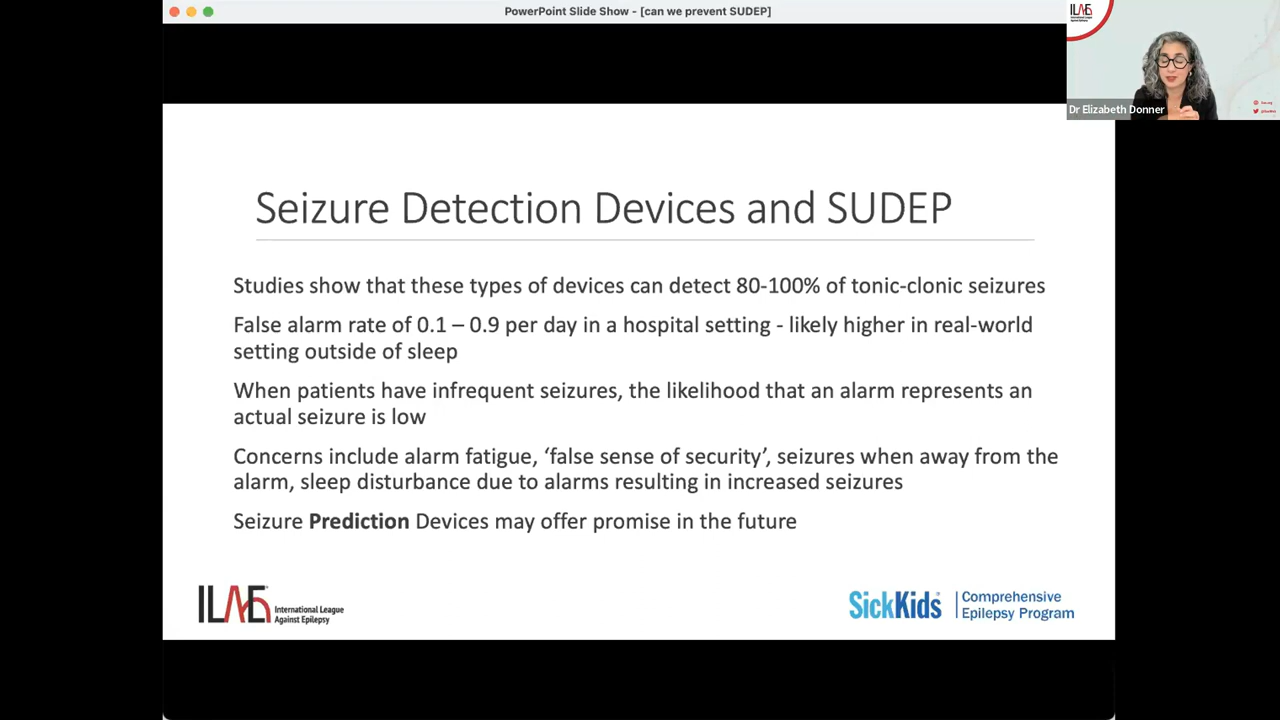 PowerPoint Slide Show - [can we prevent SUDEP]
ILAE
Dr Elizabeth Donner
Seizure Detection Devices and SUDEP
Studies show that these types of devices can detect 80-100% of tonic-clonic seizures
False alarm rate of 0.1 – 0.9 per day in a hospital setting - likely higher in real-world
setting outside of sleep
When patients have infrequent seizures, the likelihood that an alarm represents an
actual seizure is low
Concerns include alarm fatigue, ‘false sense of security’, seizures when away from the
alarm, sleep disturbance due to alarms resulting in increased seizures
Seizure Prediction Devices may offer promise in the future
ILAE
International League
Against Epilepsy
SickKids
Comprehensive
Epilepsy Program